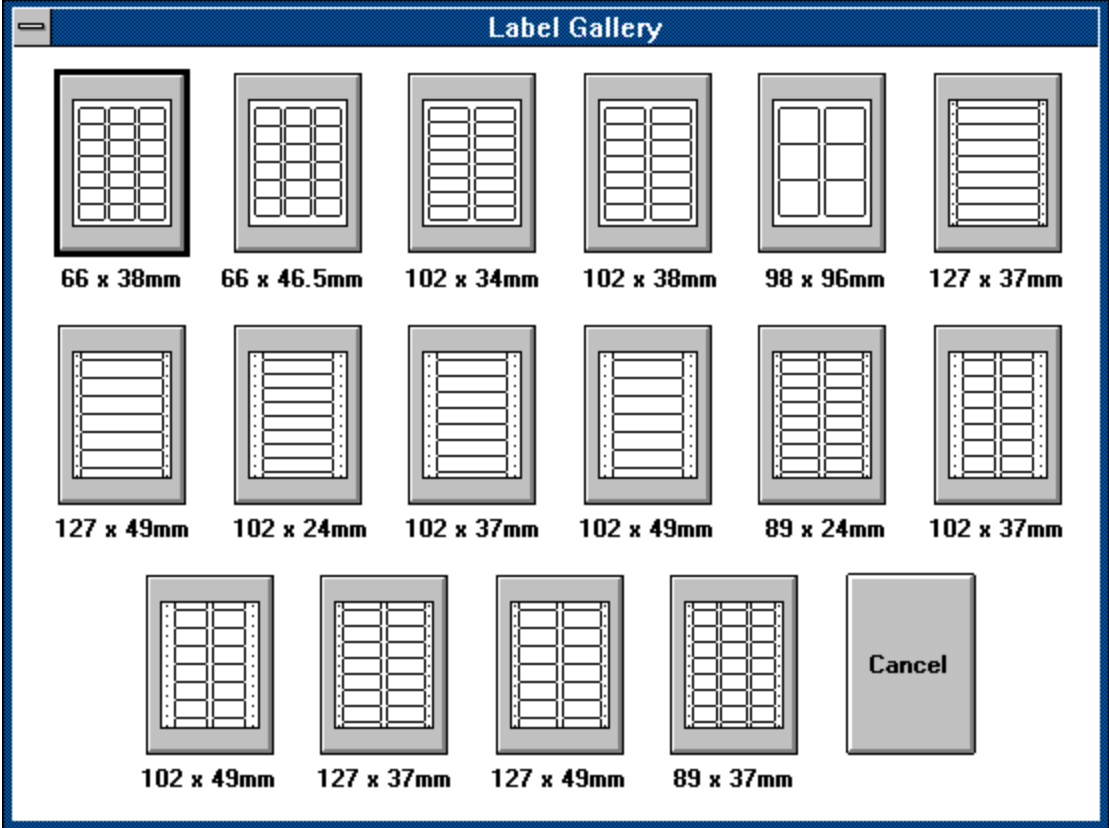 Label Gallery
66 x 38mm 66 x 46.5mm 102 x 34mm 102 x 38mm 98 x 96mm 127 x 37mm
127 x 49mm 102 x 24mm 102 x 37mm 102 x 49mm 89 x 24mm 102 x 37mm
Cancel
102 x 49mm 127 x 37mm 127 x 49mm 89 x 37mm